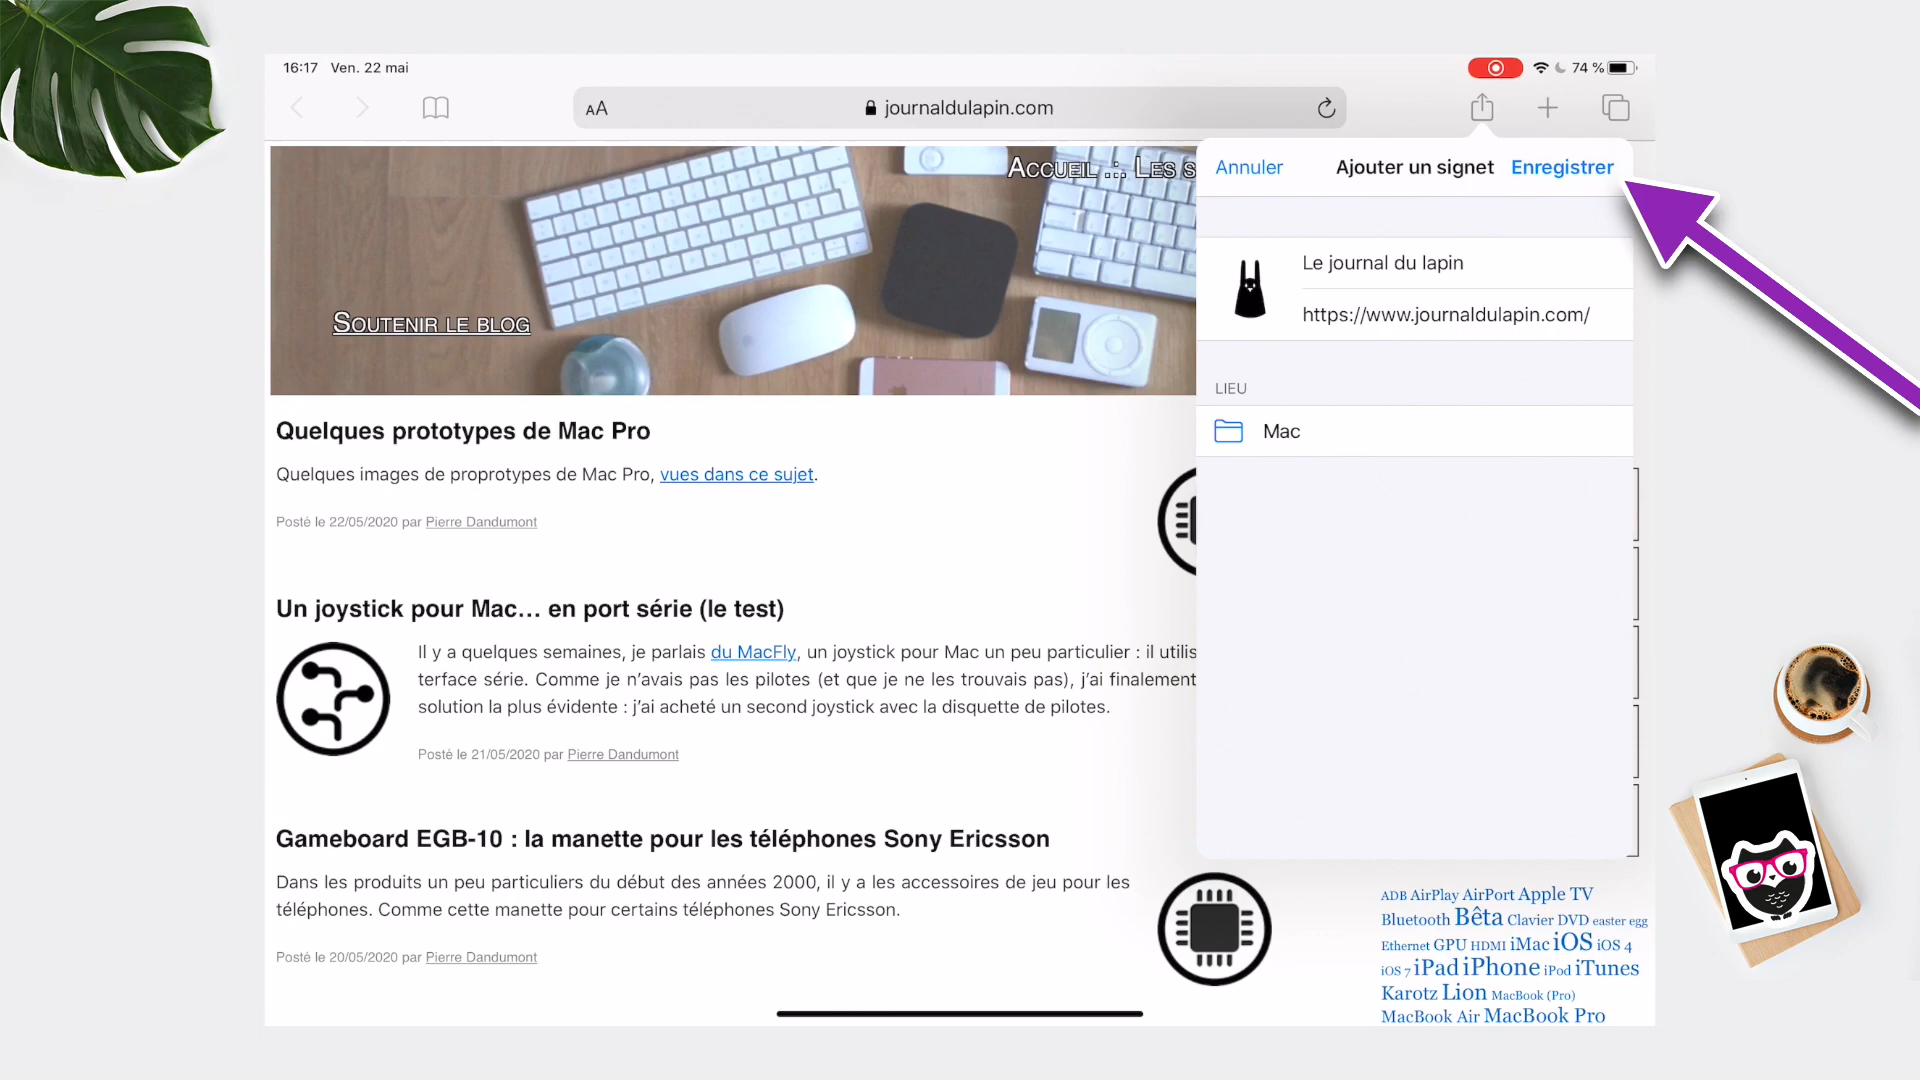 16:17 Ven. 22 mai
74 %
AA
journaldulapin.com
Annuler
Ajouter un signet
Enregistrer
Accueil .:. Les s
Le journal du lapin
https://www.journaldulapin.com/
Soutenir le blog
LIEU
Mac
Quelques prototypes de Mac Pro
Quelques images de proprotypes de Mac Pro, vues dans ce sujet.
Posté le 22/05/2020 par Pierre Dandumont
Un joystick pour Mac… en port série (le test)
Il y a quelques semaines, je parlais du MacFly, un joystick pour Mac un peu particulier : il utilis
terface série. Comme je n’avais pas les pilotes (et que je ne les trouvais pas), j’ai finalement
solution la plus évidente : j’ai acheté un second joystick avec la disquette de pilotes.
Posté le 21/05/2020 par Pierre Dandumont
Gameboard EGB-10 : la manette pour les téléphones Sony Ericsson
Dans les produits un peu particuliers du début des années 2000, il y a les accessoires de jeu pour les
téléphones. Comme cette manette pour certains téléphones Sony Ericsson.
Posté le 20/05/2020 par Pierre Dandumont
ADB AirPlay AirPort Apple TV
Bluetooth Bêta Clavier DVD easter egg
Ethernet GPU HDMI iMac iOS iOS 4
iOS 7 iPad iPhone iPod iTunes
Karotz Lion MacBook (Pro)
MacBook Air MacBook Pro